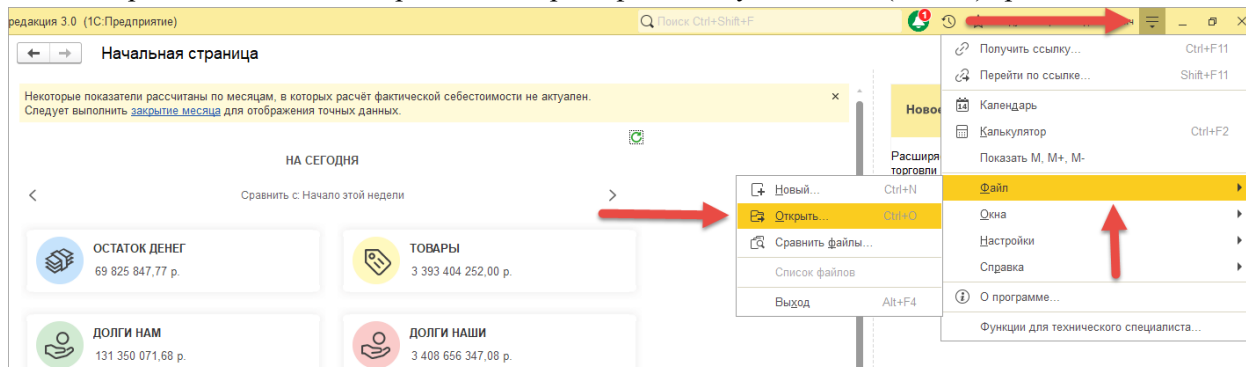 редакция 3.0 (1С:Предприятие)
Поиск Ctrl+Shift+F
Начальная страница
Некоторые показатели рассчитаны по месяцам, в которых расчёт фактической себестоимости не актуален.
Следует выполнить закрытие месяца для отображения точных данных.
НА СЕГОДНЯ
Сравнить с: Начало этой недели
ОСТАТОК ДЕНЕГ
69 825 847,77 р.
ТОВАРЫ
3 393 404 252,00 р.
ДОЛГИ НАМ
131 350 071,68 р.
ДОЛГИ НАШИ
3 408 656 347,08 р.
Новое
Расширя
торговли
Новый... Ctrl+N
Открыть... Ctrl+O
Сравнить файлы...
Список файлов
Выход Alt+F4
Получить ссылку... Ctrl+F11
Перейти по ссылке... Shift+F11
14 Календарь
Калькулятор Ctrl+F2
Показать M, M+, M-
Файл
Окна
Настройки
Справка
О программе...
Функции для технического специалиста...